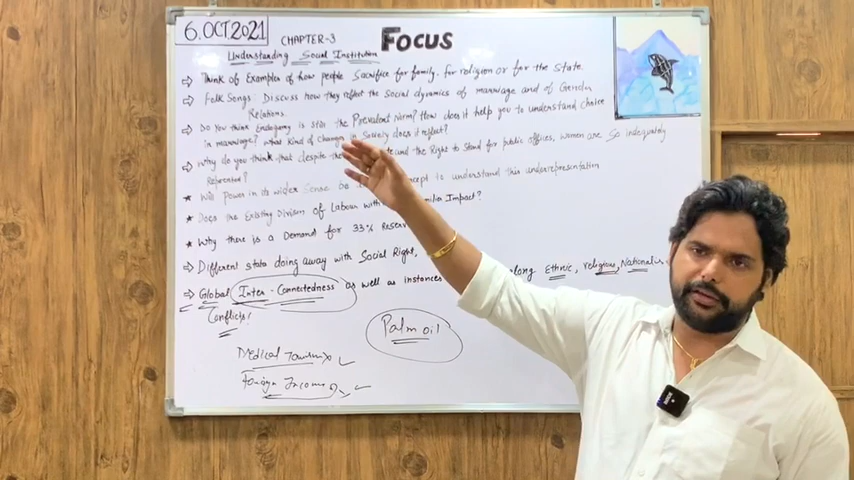 6.OCT2021
CHAPTER-3
FOCUS
Understanding Social Institution
Think of Examples of how people Sacrifice for family. For religion or for the State.
Folk Songs: Discuss how they reflect the Social dynamics of marriage and of Gender
Relations.
Do you think Endogamy is still the Prevalent Norm? How does it help you to understand choice
in marriage? What kind of changes in Society does it reflect?
Why do you think that despite the and the Right to Stand for public offices, women are so
Will Power in its wider Sense be concept to understand this underrepresentation
Does the Existing Division of Labour with Impact?
Why there is a Demand for 33%
Different state doing away with Social Right, along Ethnic, religious, National
Global Inter-Connectedness as well as instances
Conflicts!
Medical Tourism
Foreign Income
Palm oil